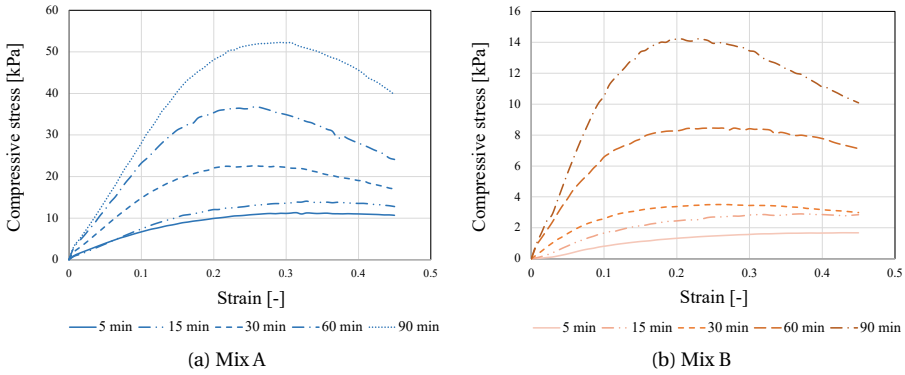 Compressive stress [kPa]
60
50
40
30
20
10
0
0 0.1 0.2 0.3 0.4 0.5
Strain [-]
5 min 15 min 30 min 60 min 90 min
(a) Mix A
Compressive stress [kPa]
16
14
12
10
8
6
4
2
0
0 0.1 0.2 0.3 0.4 0.5
Strain [-]
5 min 15 min 30 min 60 min 90 min
(b) Mix B